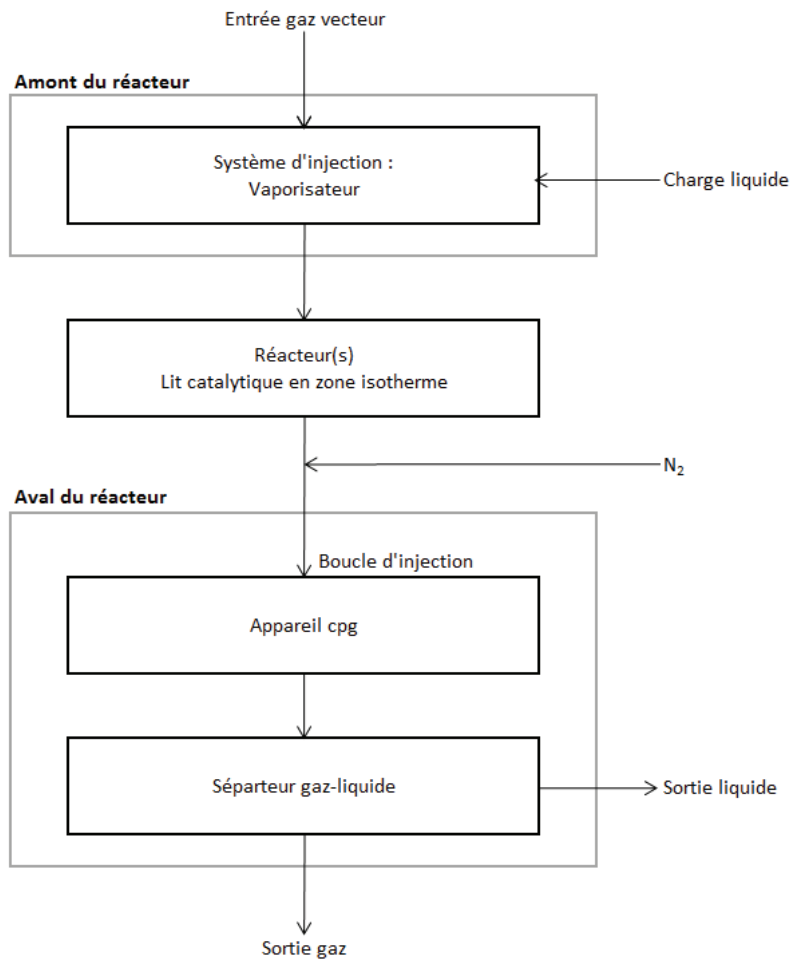 Entrée gaz vecteur
Amont du réacteur
Système d'injection :
Vaporisateur
Charge liquide
Réacteur(s)
Lit catalytique en zone isotherme
N₂
Aval du réacteur
Boucle d'injection
Appareil cpg
Séparteur gaz-liquide
Sortie liquide
Sortie gaz